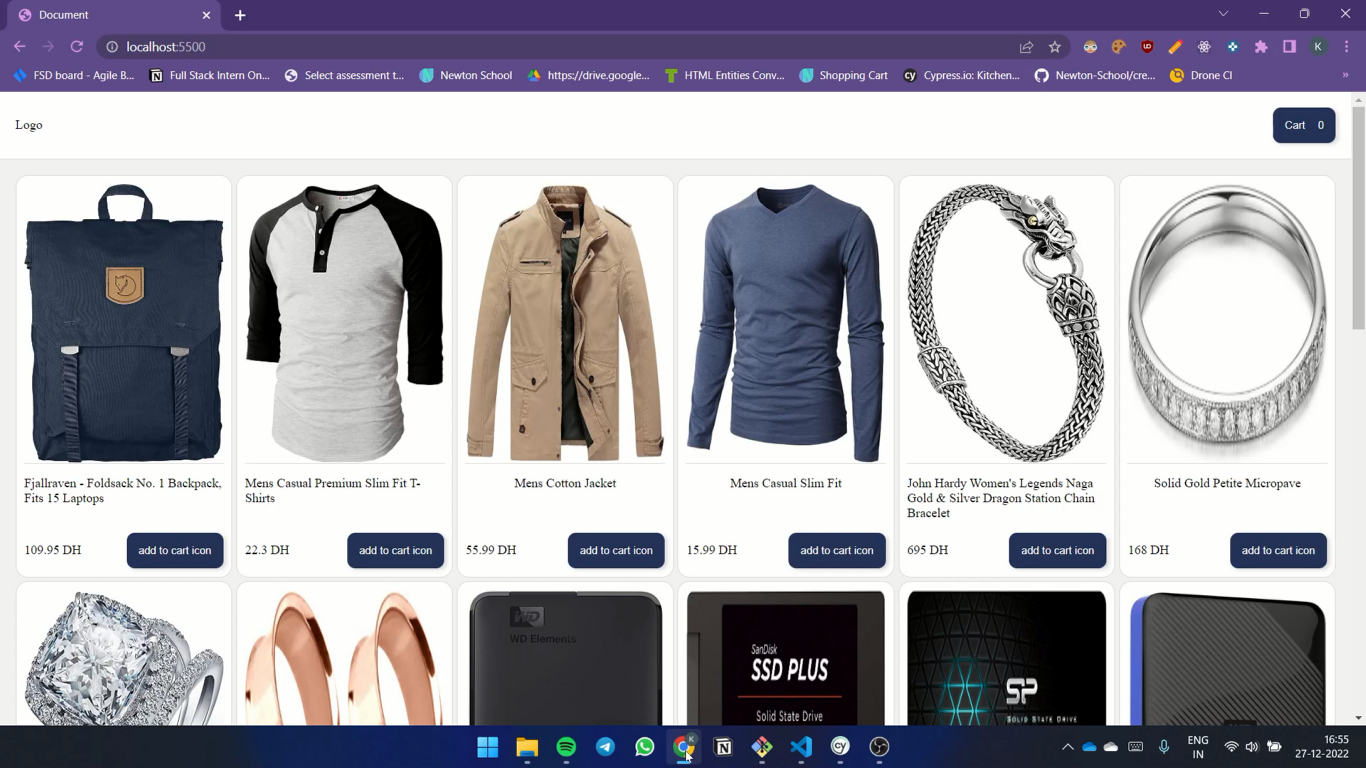 Document
localhost:5500
K
FSD board - Agile B...
Full Stack Intern On...
Select assessment t...
Newton School
https://drive.google...
HTML Entities Conv...
Shopping Cart
cy Cypress.io: Kitchen...
Newton-School/cre...
Drone CI
»
Logo
Cart 0
Fjallraven - Foldsack No. 1 Backpack,
Fits 15 Laptops
109.95 DH
add to cart icon
Mens Casual Premium Slim Fit T-
Shirts
22.3 DH
add to cart icon
Mens Cotton Jacket
55.99 DH
add to cart icon
Mens Casual Slim Fit
15.99 DH
add to cart icon
John Hardy Women's Legends Naga
Gold & Silver Dragon Station Chain
Bracelet
695 DH
add to cart icon
Solid Gold Petite Micropave
168 DH
add to cart icon
WD
WD Elements
SanDisk
SSD PLUS
Solid State Drive
SP
SOLID STATE DRIVE
K
cy
ENG
IN
16:55
27-12-2022